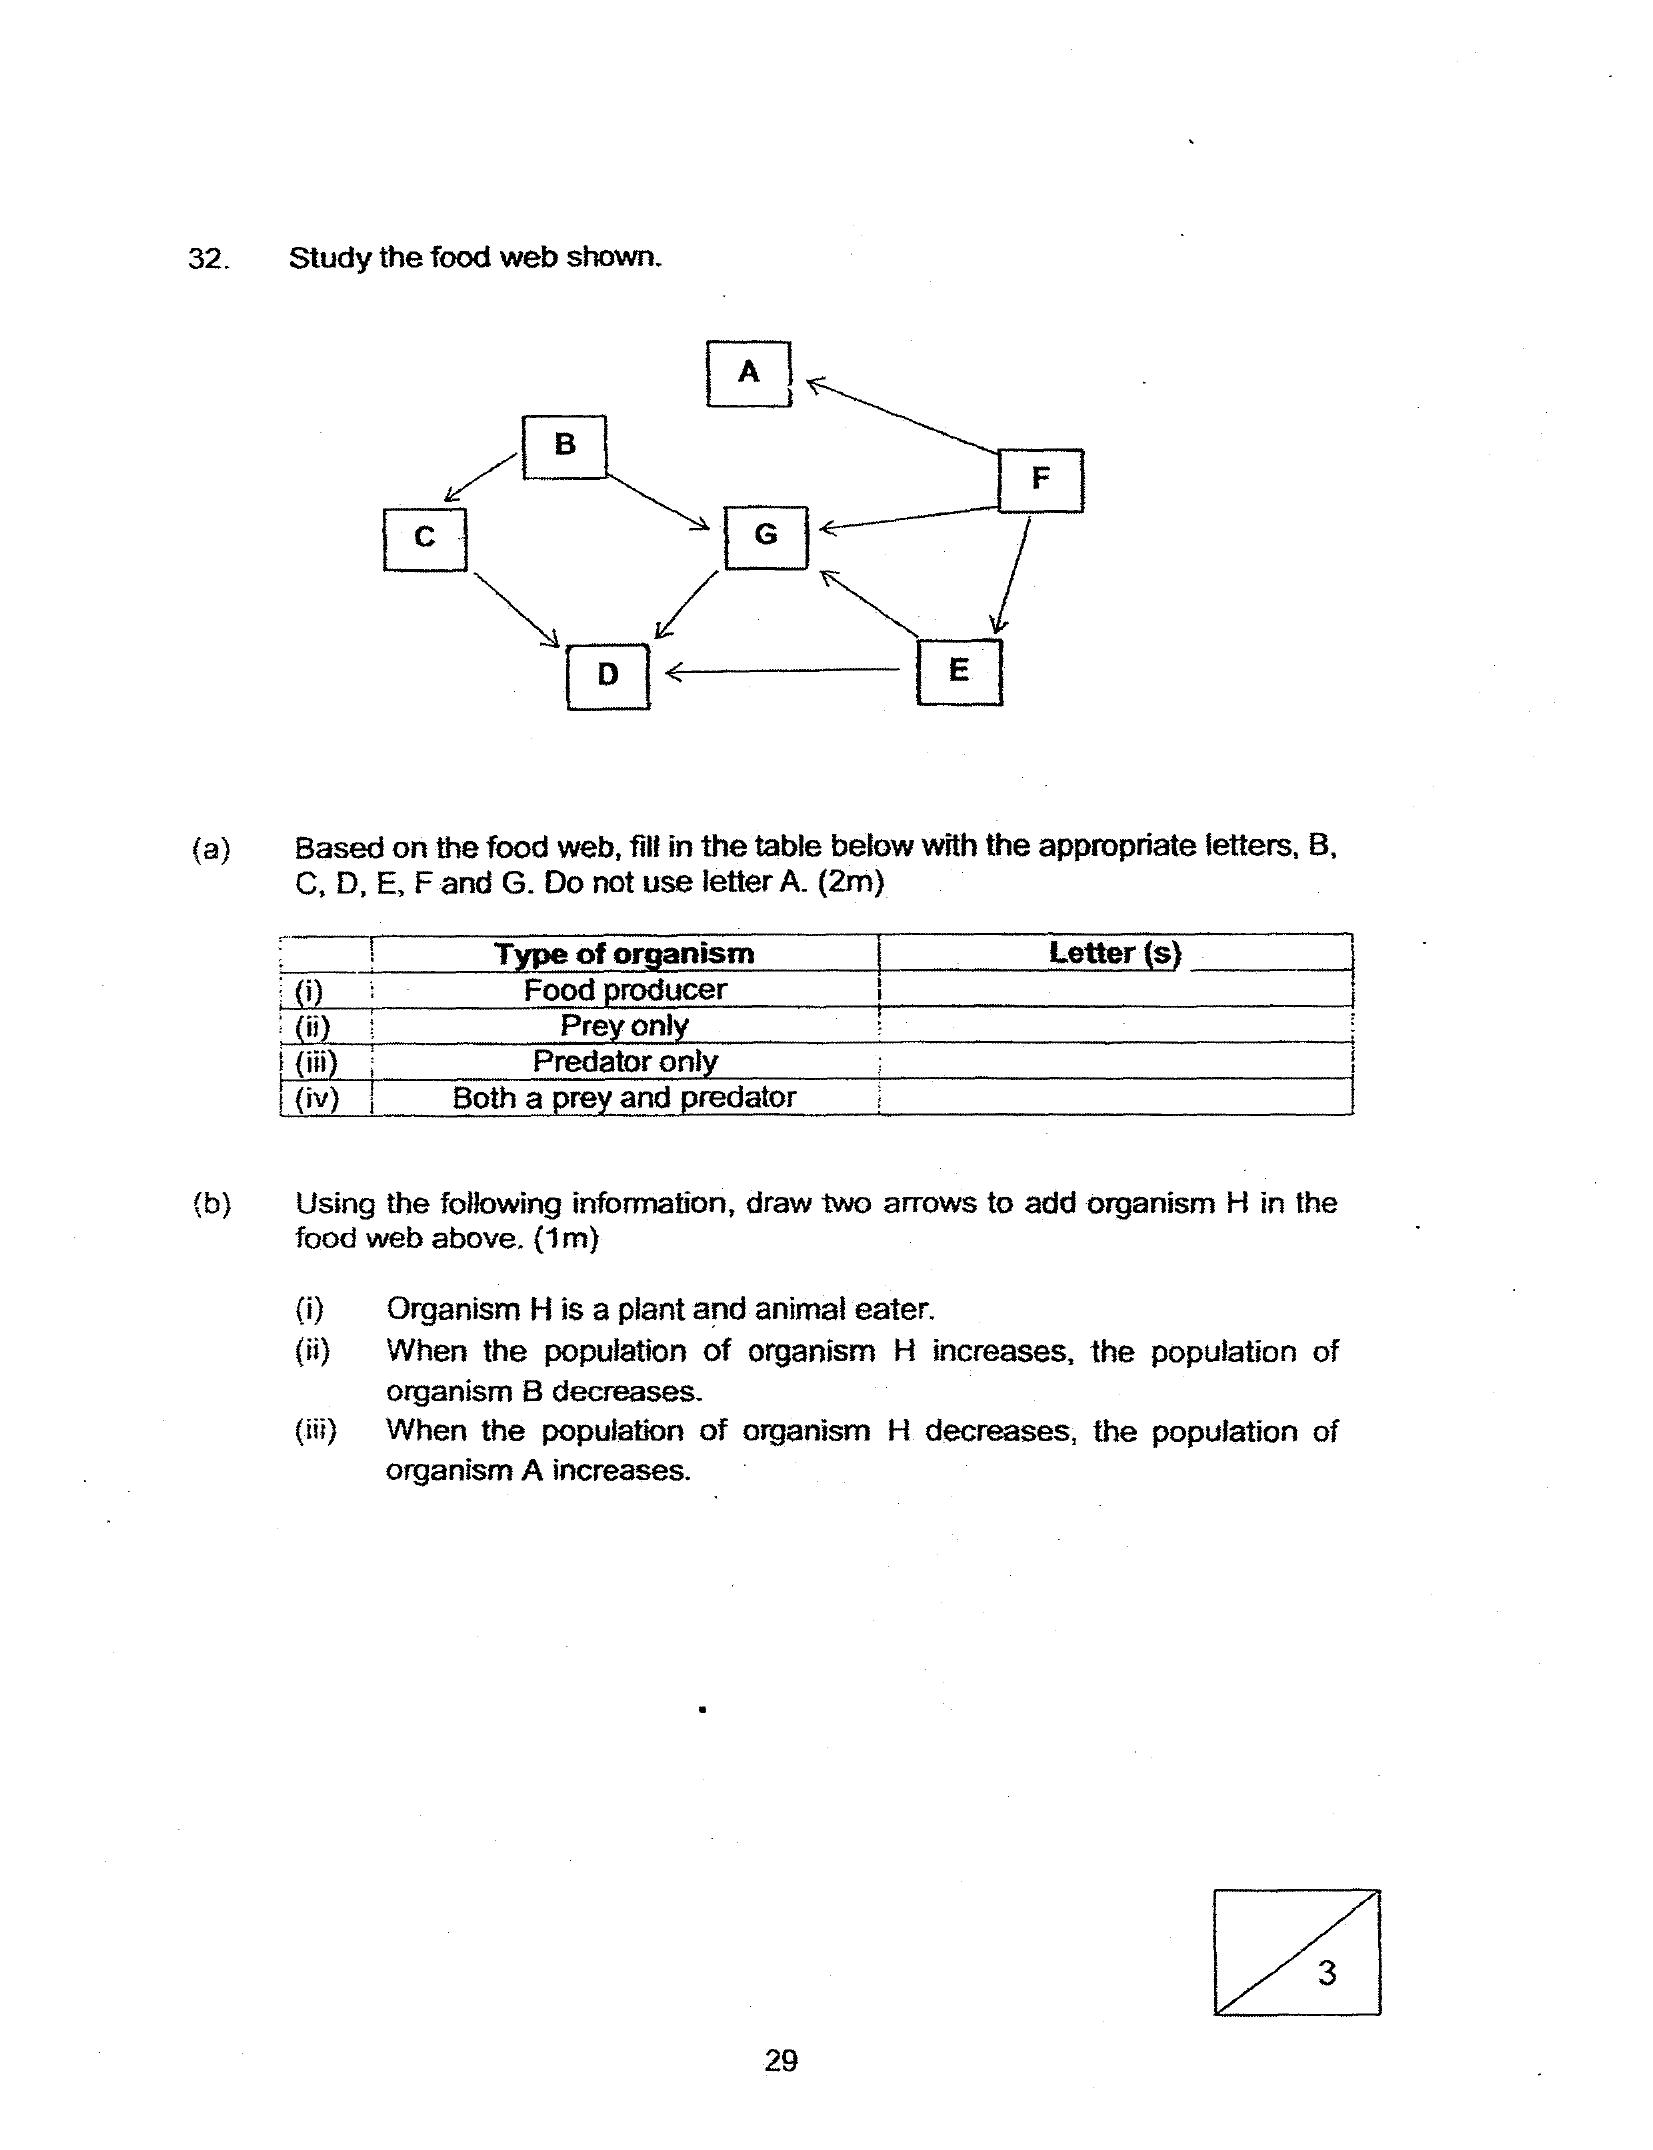 32. Study the food web shown.
A
B
F
C
G
D
E
(a) Based on the food web, fill in the table below with the appropriate letters, B,
C, D, E, F and G. Do not use letter A. (2m)
Type of organism Letter (s)
(i) Food producer
(ii) Prey only
(iii) Predator only
(iv) Both a prey and predator
(b) Using the following information, draw two arrows to add organism H in the
food web above. (1m)
(i) Organism H is a plant and animal eater.
(ii) When the population of organism H increases, the population of
organism B decreases.
(iii) When the population of organism H decreases, the population of
organism A increases.
3
29